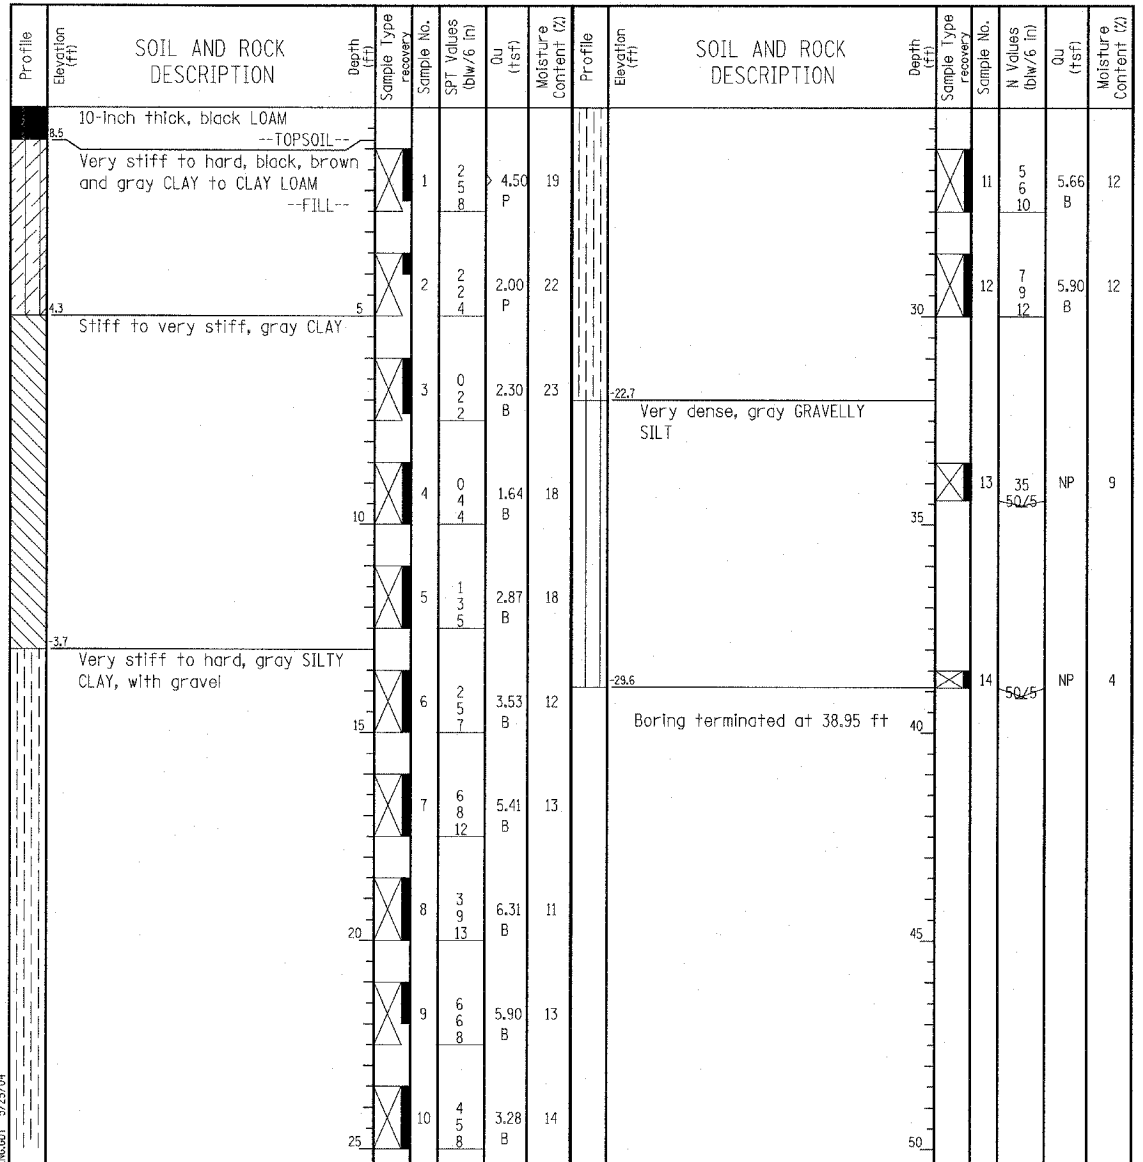 Profile
Elevation (ft)
SOIL AND ROCK
DESCRIPTION
Depth (ft)
Sample Type
recovery
Sample No.
SPT Values (blw/6 in)
Qu (tsf)
Moisture Content (%)
Profile
Elevation (ft)
SOIL AND ROCK
DESCRIPTION
Depth (ft)
Sample Type
recovery
Sample No.
N Values (blw/6 in)
Qu (tsf)
Moisture Content (%)
10-inch thick, black LOAM
8.5 --TOPSOIL--
Very stiff to hard, black, brown
and gray CLAY to CLAY LOAM
--FILL--
1 2 5 8 > 4.50 P 19
2 2 2 4 2.00 P 22
4.3 5
Stiff to very stiff, gray CLAY
3 0 2 2 2.30 B 23
4 0 4 4 1.64 B 18
10
5 1 3 5 2.87 B 18
-3.7
Very stiff to hard, gray SILTY
CLAY, with gravel
6 2 5 7 3.53 B 12
15
7 6 8 12 5.41 B 13
8 3 9 13 6.31 B 11
20
9 6 6 8 5.90 B 13
10 4 5 8 3.28 B 14
25
11 5 6 10 5.66 B 12
12 7 9 12 5.90 B 12
30
-22.7
Very dense, gray GRAVELLY
SILT
13 35 50/5 NP 9
35
-29.6
14 50/5 NP 4
Boring terminated at 38.95 ft
40
45
50